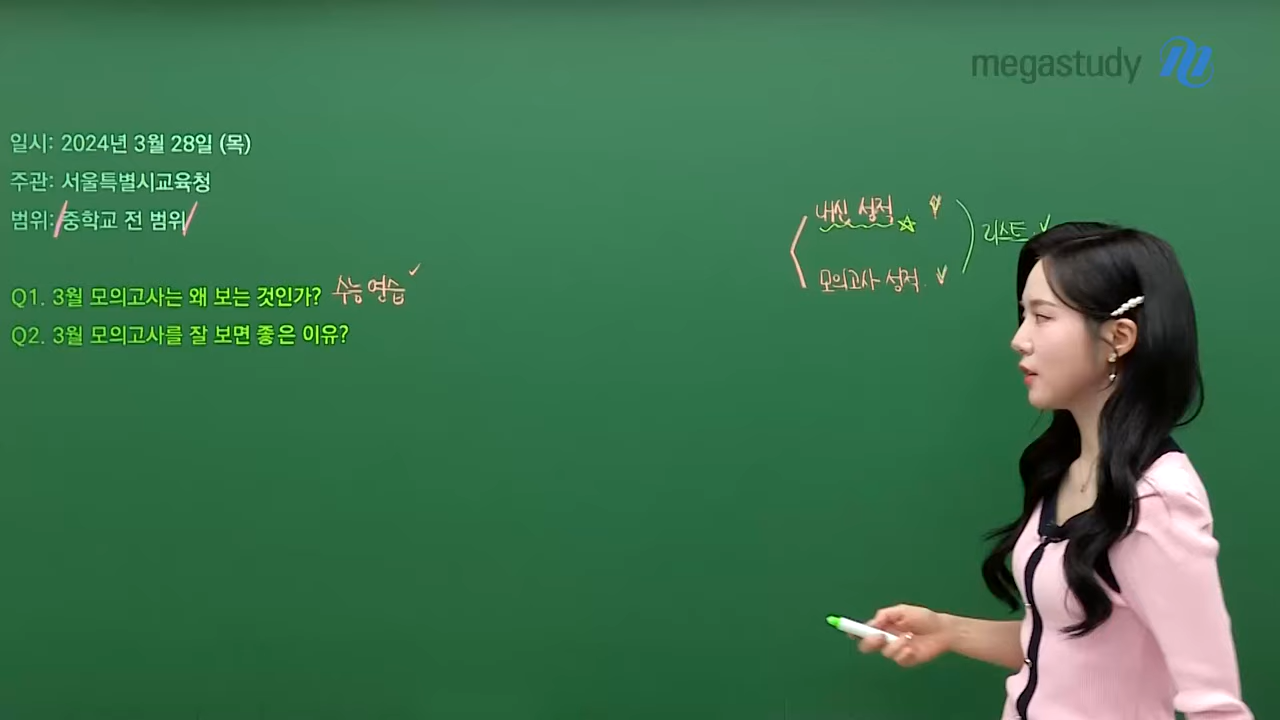 megastudy
일시: 2024년 3월 28일 (목)
주관: 서울특별시교육청
범위: 중학교 전 범위
내신 성적
리스트
모의고사 성적
Q1. 3월 모의고사는 왜 보는 것인가? 수능 연습
Q2. 3월 모의고사를 잘 보면 좋은 이유?